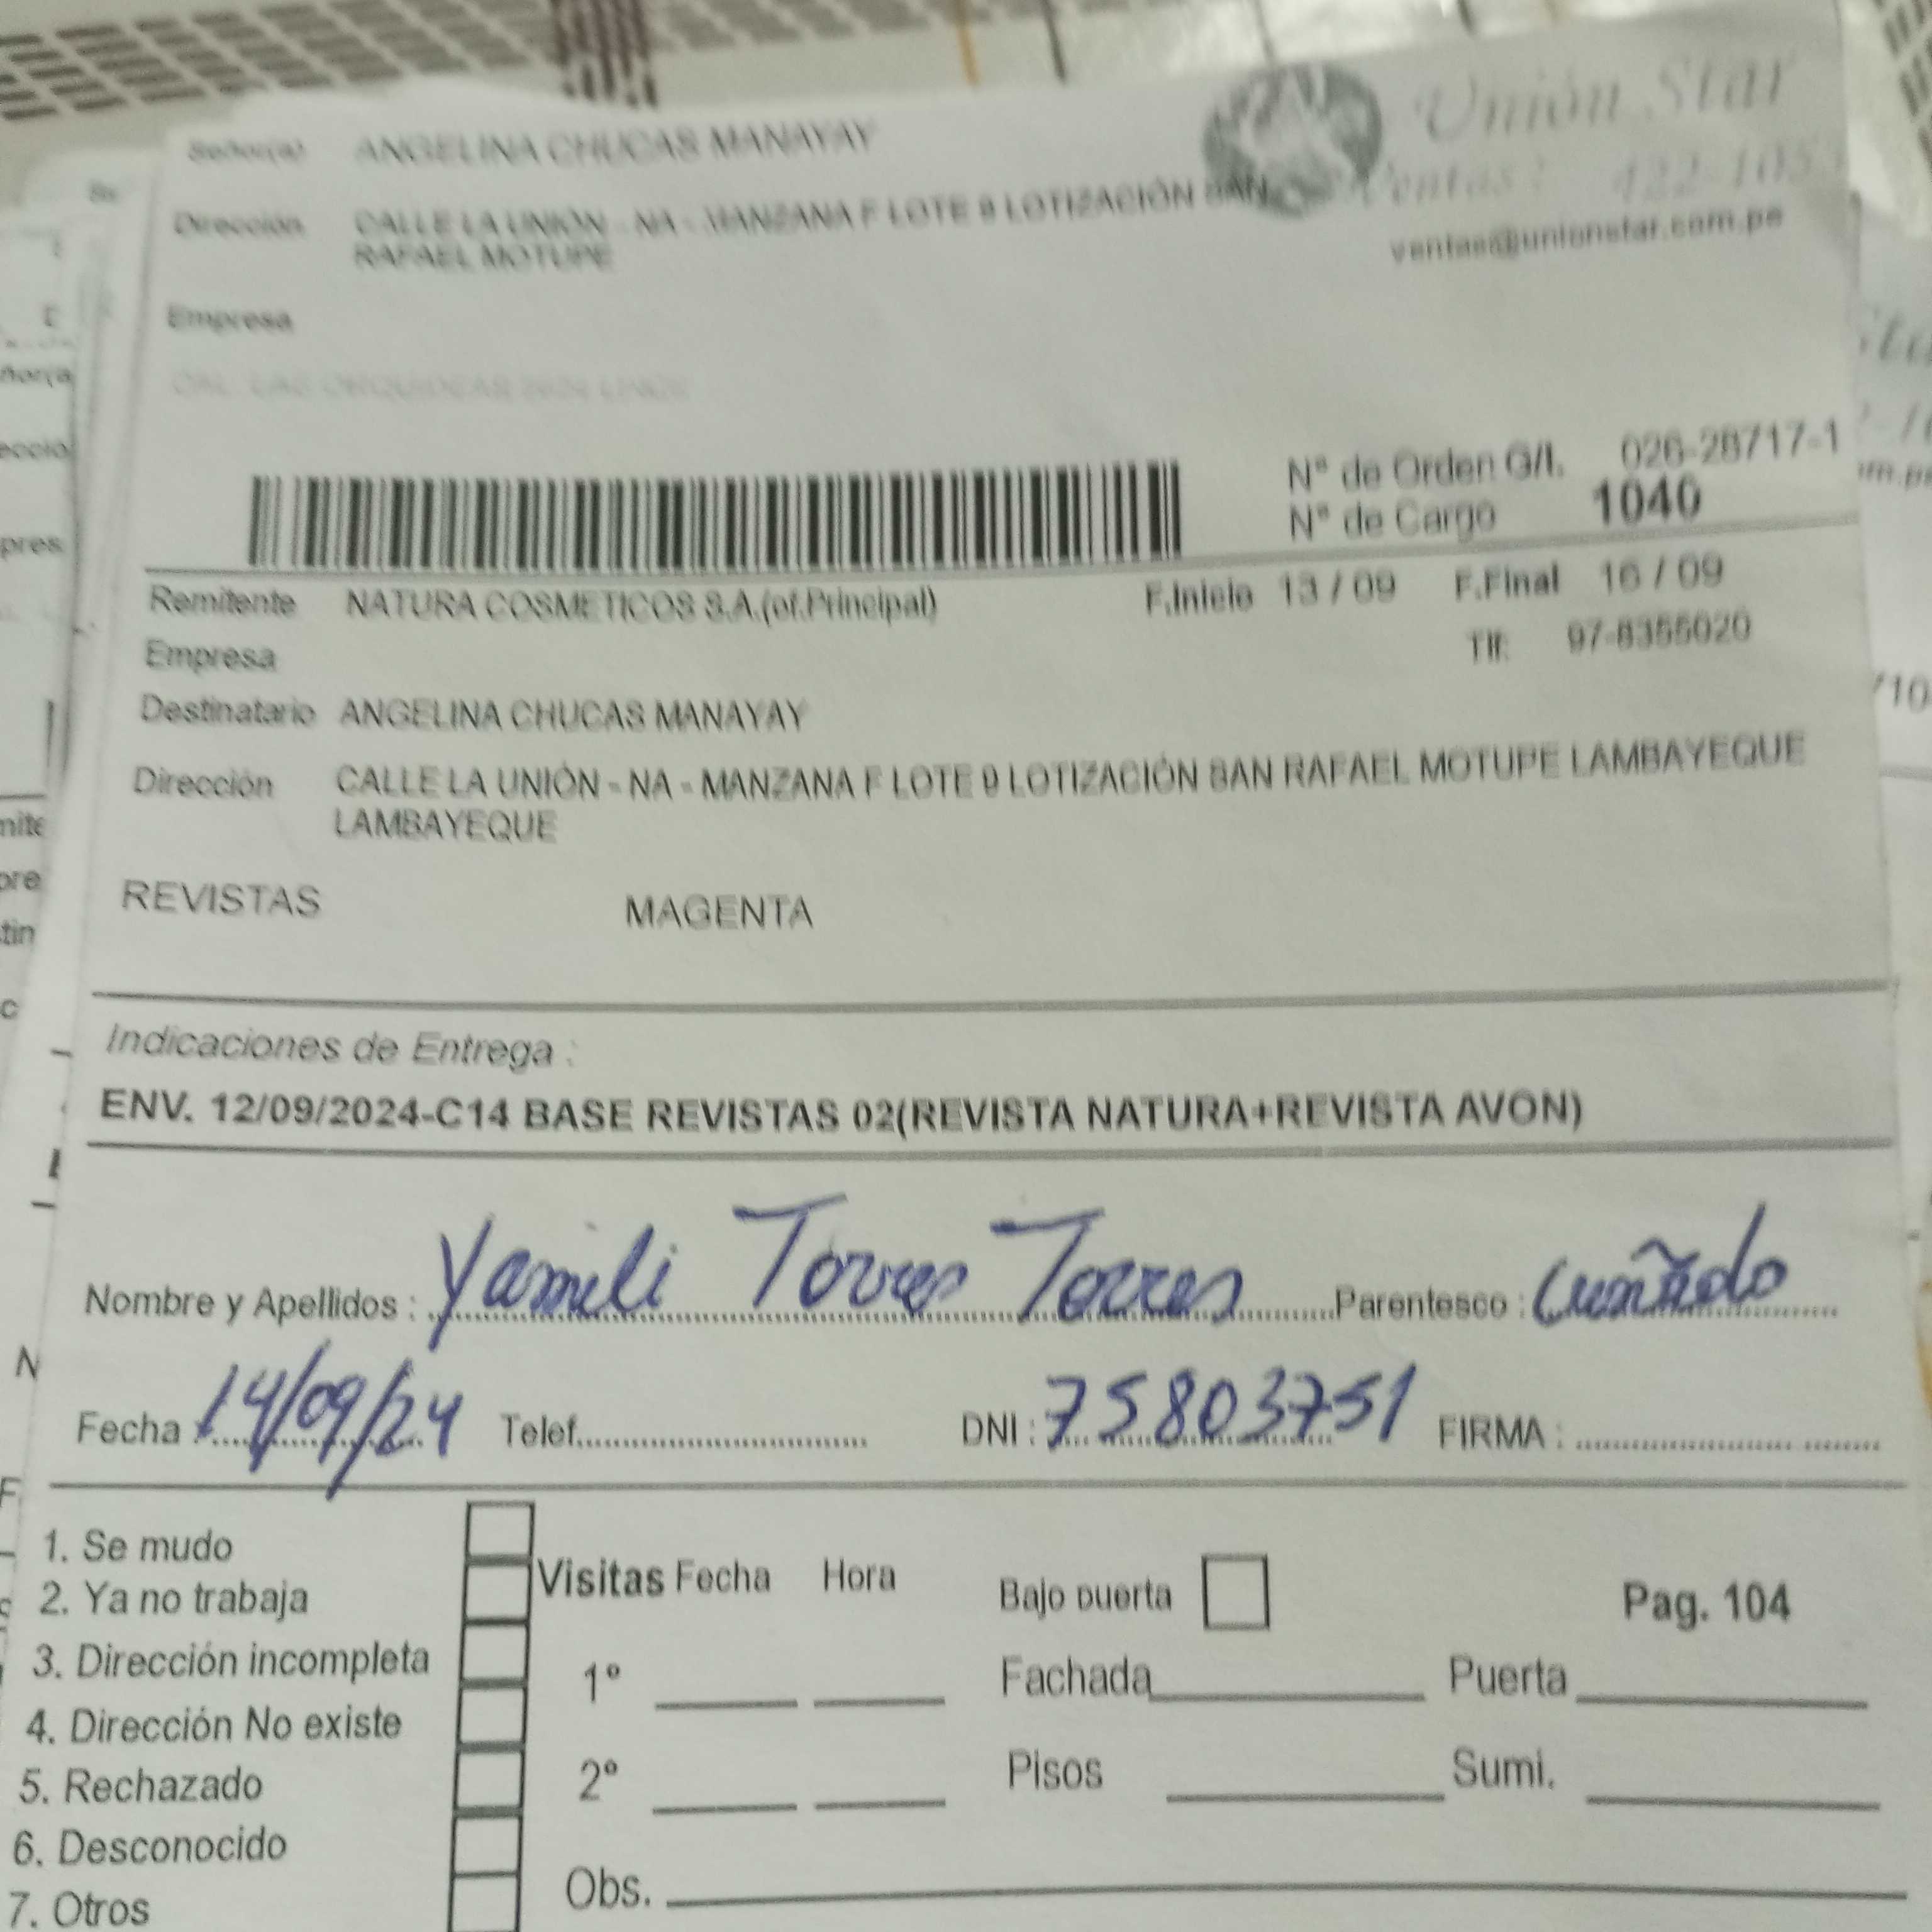 Señor(a) ANGELINA CHUCAS MANAYAY
Unión Star
Dirección CALLE LA UNIÓN - NA - MANZANA F LOTE 9 LOTIZACIÓN SAN
Ventas: 422-105
RAFAEL MOTUPE
ventas@unionstar.com.pe
Empresa
Nº de Orden G/I. 026-28717-1
Nº de Cargo 1040
Remitente NATURA COSMETICOS S.A.(of.Principal) F.Inicio 13 / 09 F.Final 16 / 09
Empresa Tlf: 97-8355020
Destinatario ANGELINA CHUCAS MANAYAY
Dirección CALLE LA UNIÓN - NA - MANZANA F LOTE 9 LOTIZACIÓN SAN RAFAEL MOTUPE LAMBAYEQUE
LAMBAYEQUE
REVISTAS MAGENTA
Indicaciones de Entrega :
ENV. 12/09/2024-C14 BASE REVISTAS 02(REVISTA NATURA+REVISTA AVON)
Nombre y Apellidos : Yamili Torres Torres Parentesco : Cuñado
Fecha : 14/09/24 Telef. DNI : 75803751 FIRMA :
1. Se mudo
2. Ya no trabaja
3. Dirección incompleta
4. Dirección No existe
5. Rechazado
6. Desconocido
7. Otros
Visitas Fecha Hora Bajo puerta Pag. 104
1º Fachada Puerta
2º Pisos Sumi.
Obs.